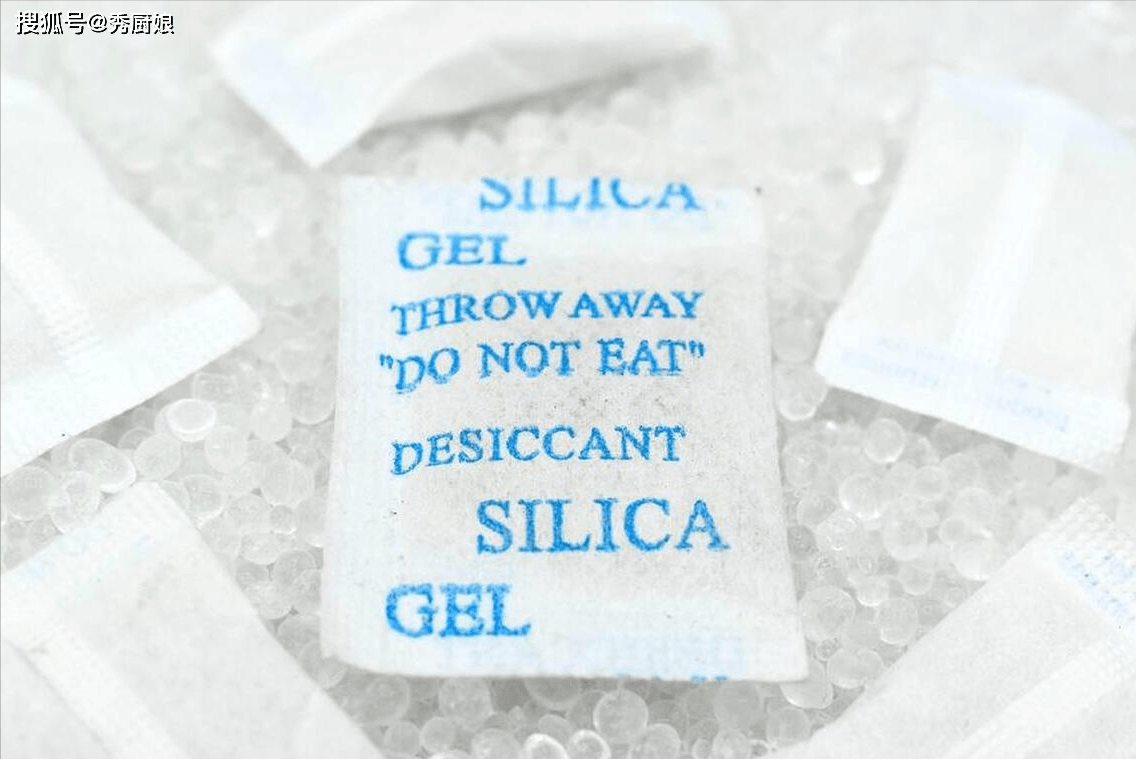 搜狐号@秀厨娘
SILICA
GEL
THROW AWAY
"DO NOT EAT"
DESICCANT
SILICA
GEL